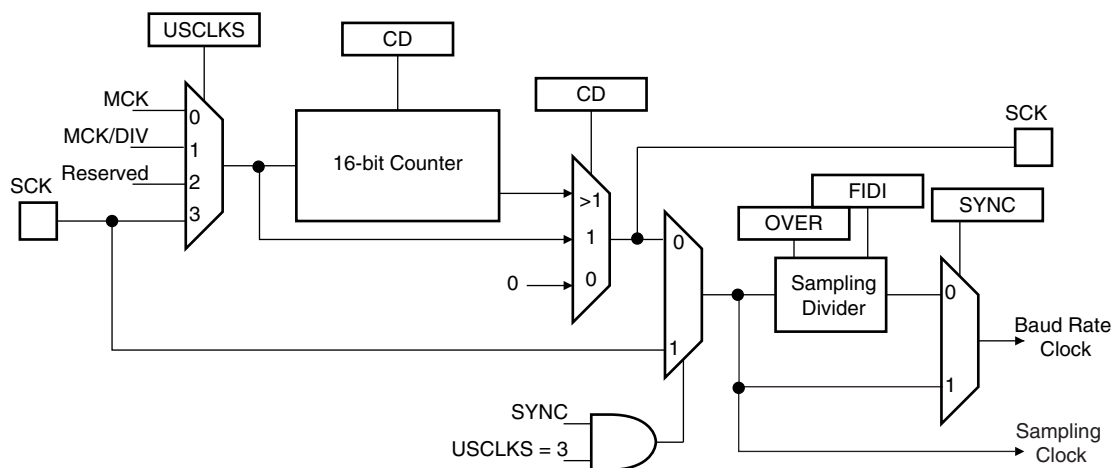 USCLKS
CD
CD
MCK
0
MCK/DIV
1
16-bit Counter
Reserved
2
SCK
3
SCK
>1
1
0
0
0
1
FIDI
OVER
SYNC
Sampling
Divider
0
1
Baud Rate
Clock
SYNC
USCLKS = 3
Sampling
Clock